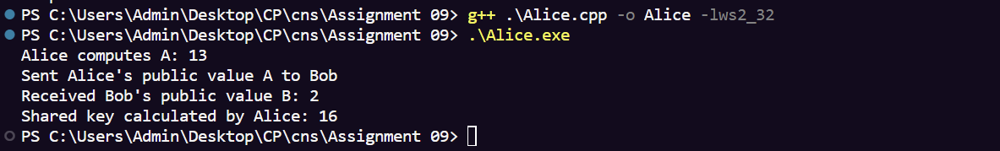 PS C:\Users\Admin\Desktop\CP\cns\Assignment 09> g++ .\Alice.cpp -o Alice -lws2_32
PS C:\Users\Admin\Desktop\CP\cns\Assignment 09> .\Alice.exe
Alice computes A: 13
Sent Alice's public value A to Bob
Received Bob's public value B: 2
Shared key calculated by Alice: 16
PS C:\Users\Admin\Desktop\CP\cns\Assignment 09>